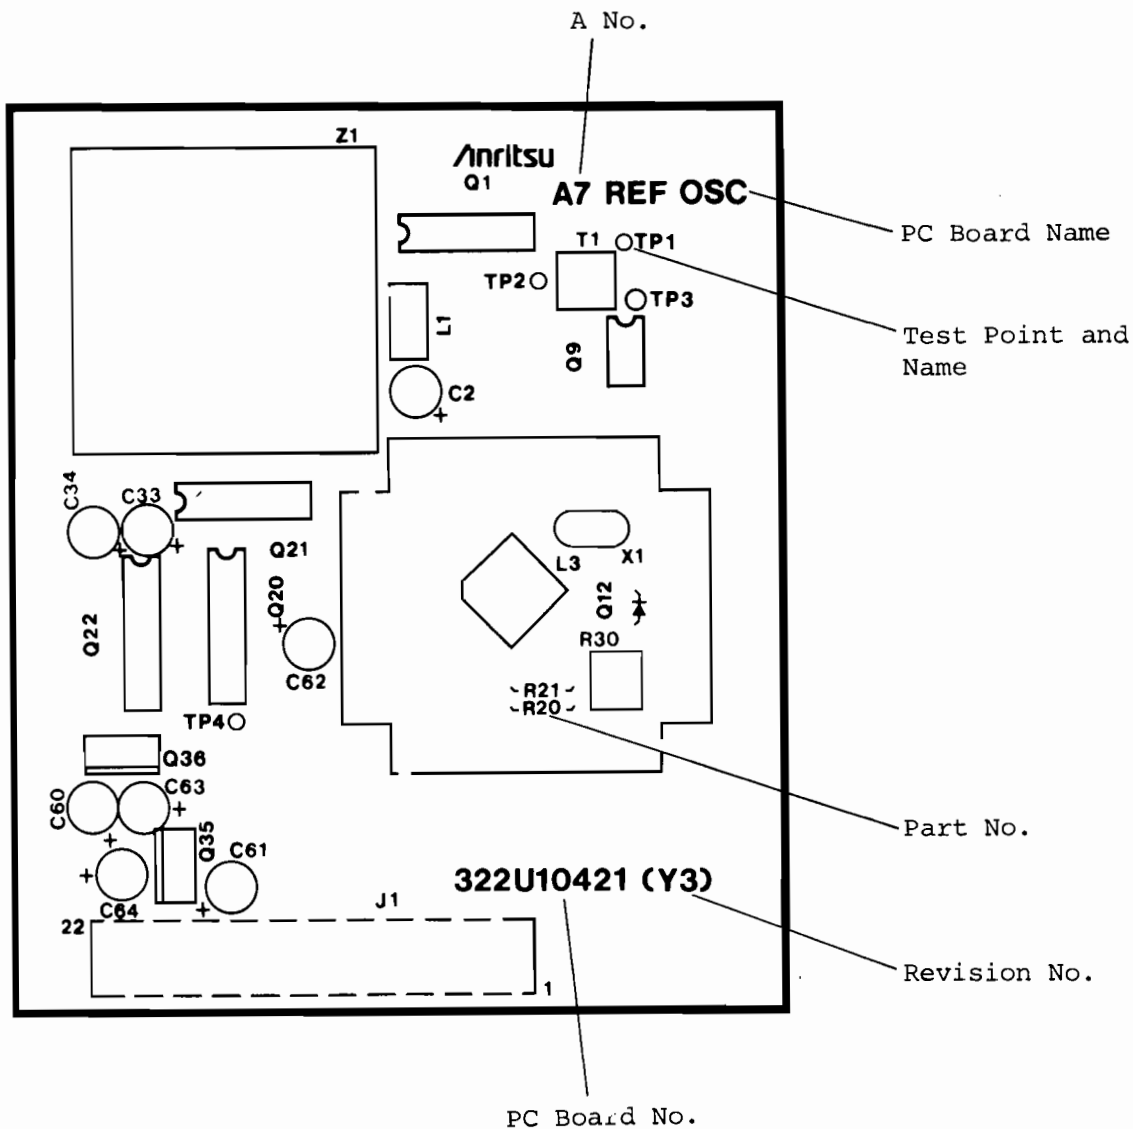 A No.
Z1
Anritsu
Q1
A7 REF OSC
PC Board Name
T1
TP1
TP2
TP3
L1
Test Point and
Name
Q9
C2
C34
C33
Q21
L3
X1
Q20
Q12
Q22
R30
C62
R21
R20
TP4
Q36
C60
C63
Part No.
Q35
C61
322U10421 (Y3)
C64
J1
22
Revision No.
1
PC Board No.